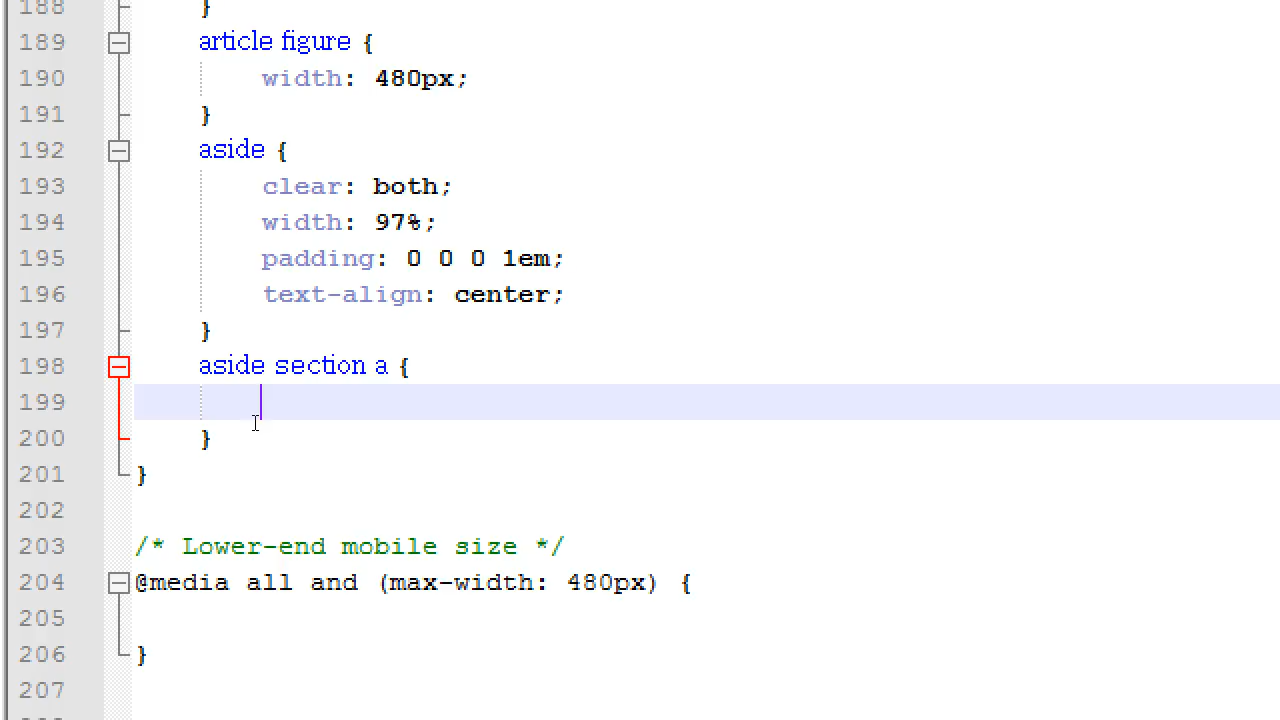 188 }
189 article figure {
190 width: 480px;
191 }
192 aside {
193 clear: both;
194 width: 97%;
195 padding: 0 0 0 1em;
196 text-align: center;
197 }
198 aside section a {
199
200 }
201 }
202
203 /* Lower-end mobile size */
204 @media all and (max-width: 480px) {
205
206 }
207